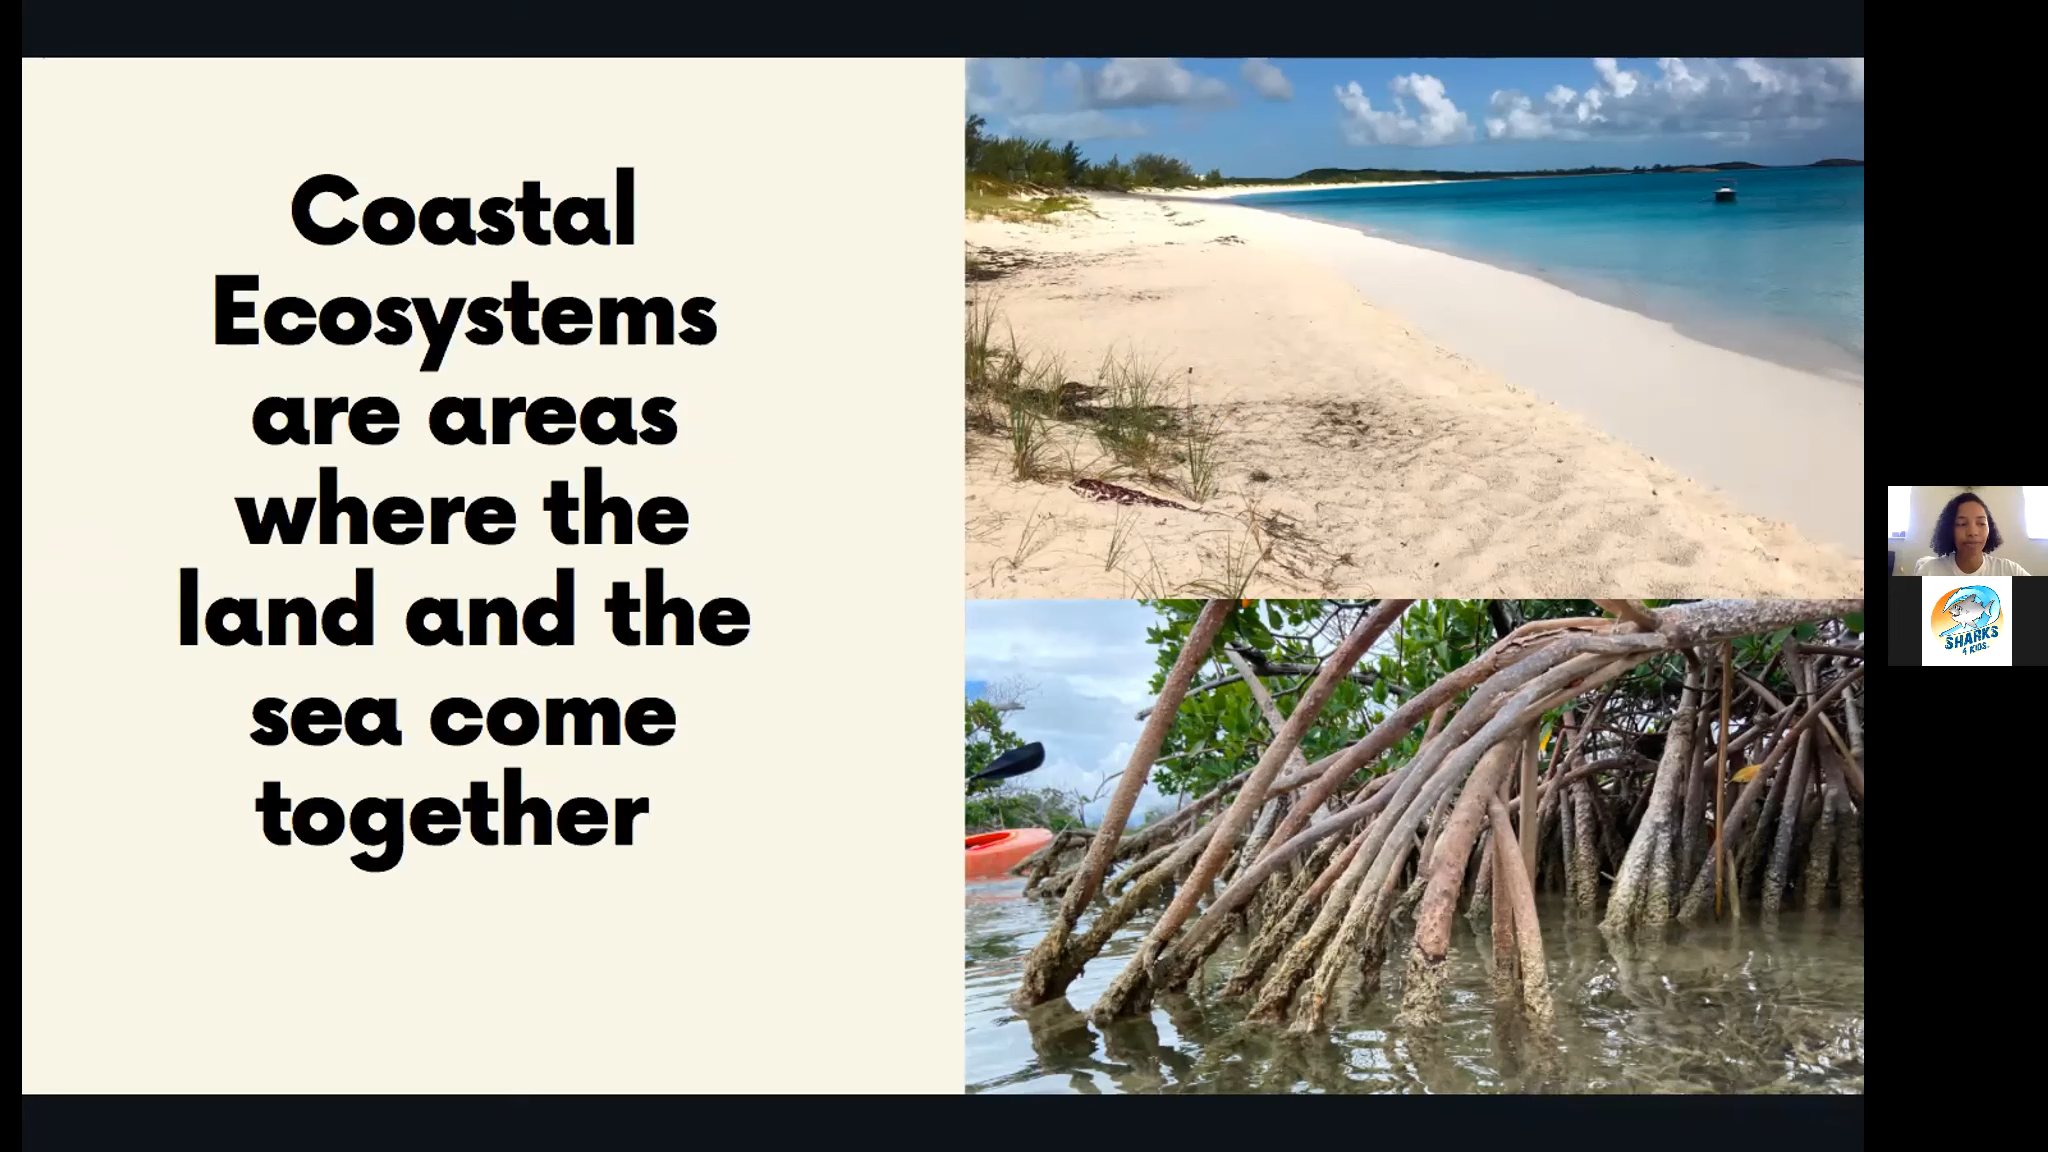 Coastal
Ecosystems
are areas
where the
land and the
sea come
together
SHARKS
4 KIDS